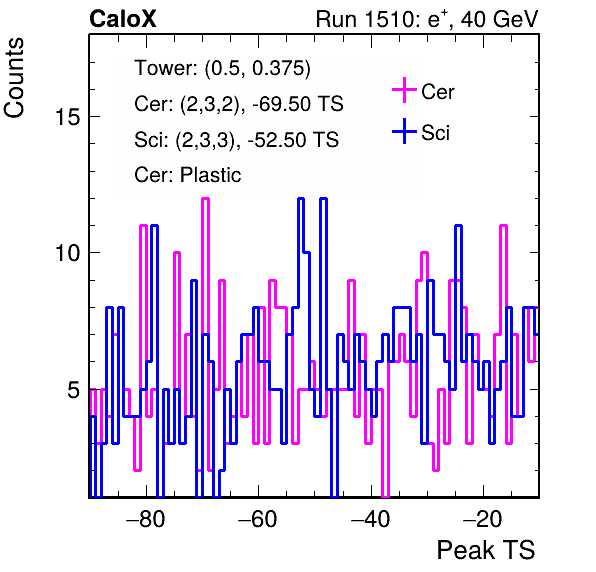 CaloX Run 1510: e⁺, 40 GeV
Counts
Tower: (0.5, 0.375)
Cer: (2,3,2), -69.50 TS
Sci: (2,3,3), -52.50 TS
Cer: Plastic
Cer
Sci
15
10
5
−80 −60 −40 −20
Peak TS